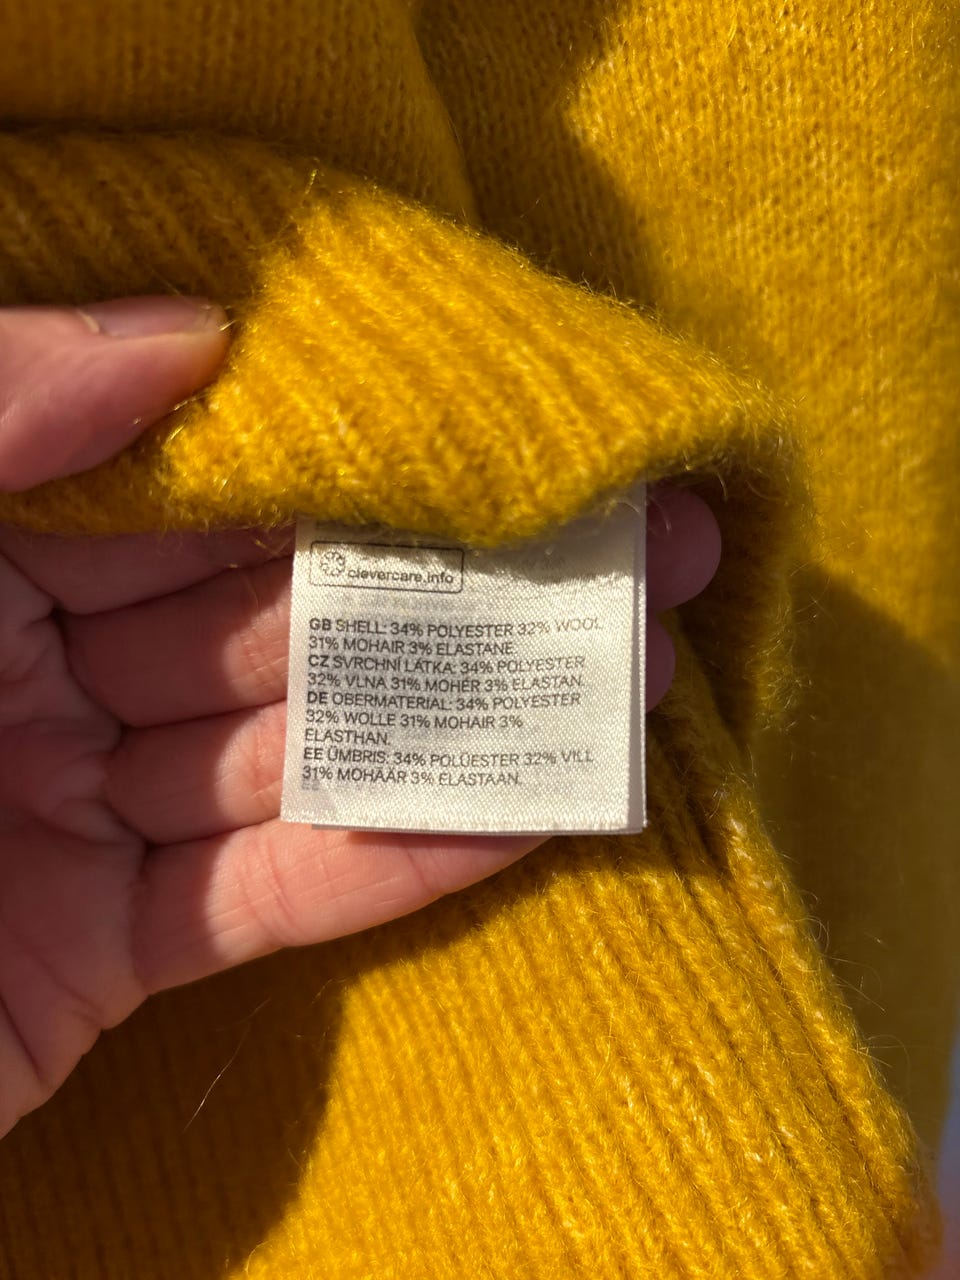 clevercare.info
GB SHELL: 34% POLYESTER 32% WOOL
31% MOHAIR 3% ELASTANE
CZ SVRCHNÍ LÁTKA: 34% POLYESTER
32% VLNA 31% MOHÉR 3% ELASTAN.
DE OBERMATERIAL: 34% POLYESTER
32% WOLLE 31% MOHAIR 3%
ELASTHAN.
EE ÜMBRIS: 34% POLÜESTER 32% VILL
31% MOHÄÄR 3% ELASTAAN.